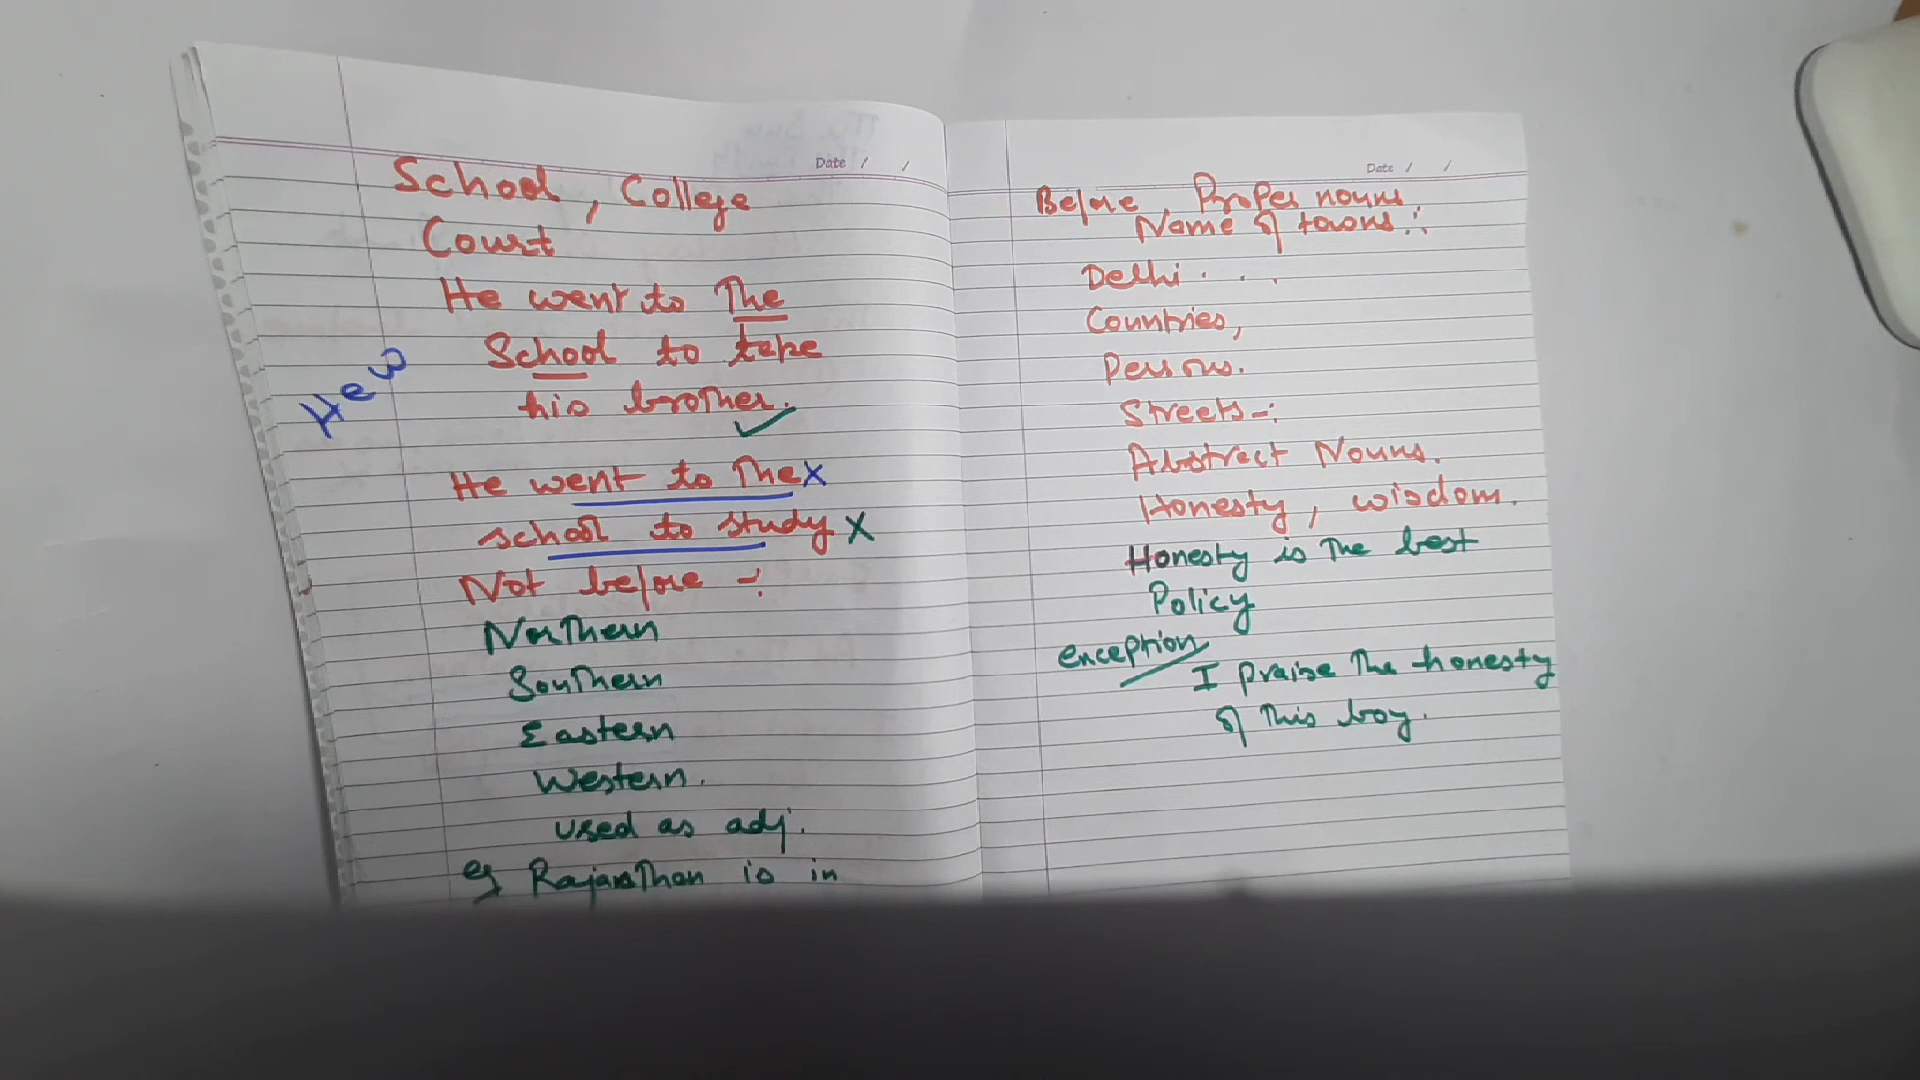 Date / /
School, College
Court
He went to The
School to take
his brother.
He went to The X
school to study X
Not before -:
Northern
Southern
Eastern
Western.
used as adj.
eg Rajasthan is in
Date / /
Before Proper nouns
Name of towns :
Delhi . . .
Countries,
Persons.
Streets -:
Abstract Nouns.
Honesty, wisdom.
Honesty is The best
Policy
exception
I praise The honesty
of This boy.